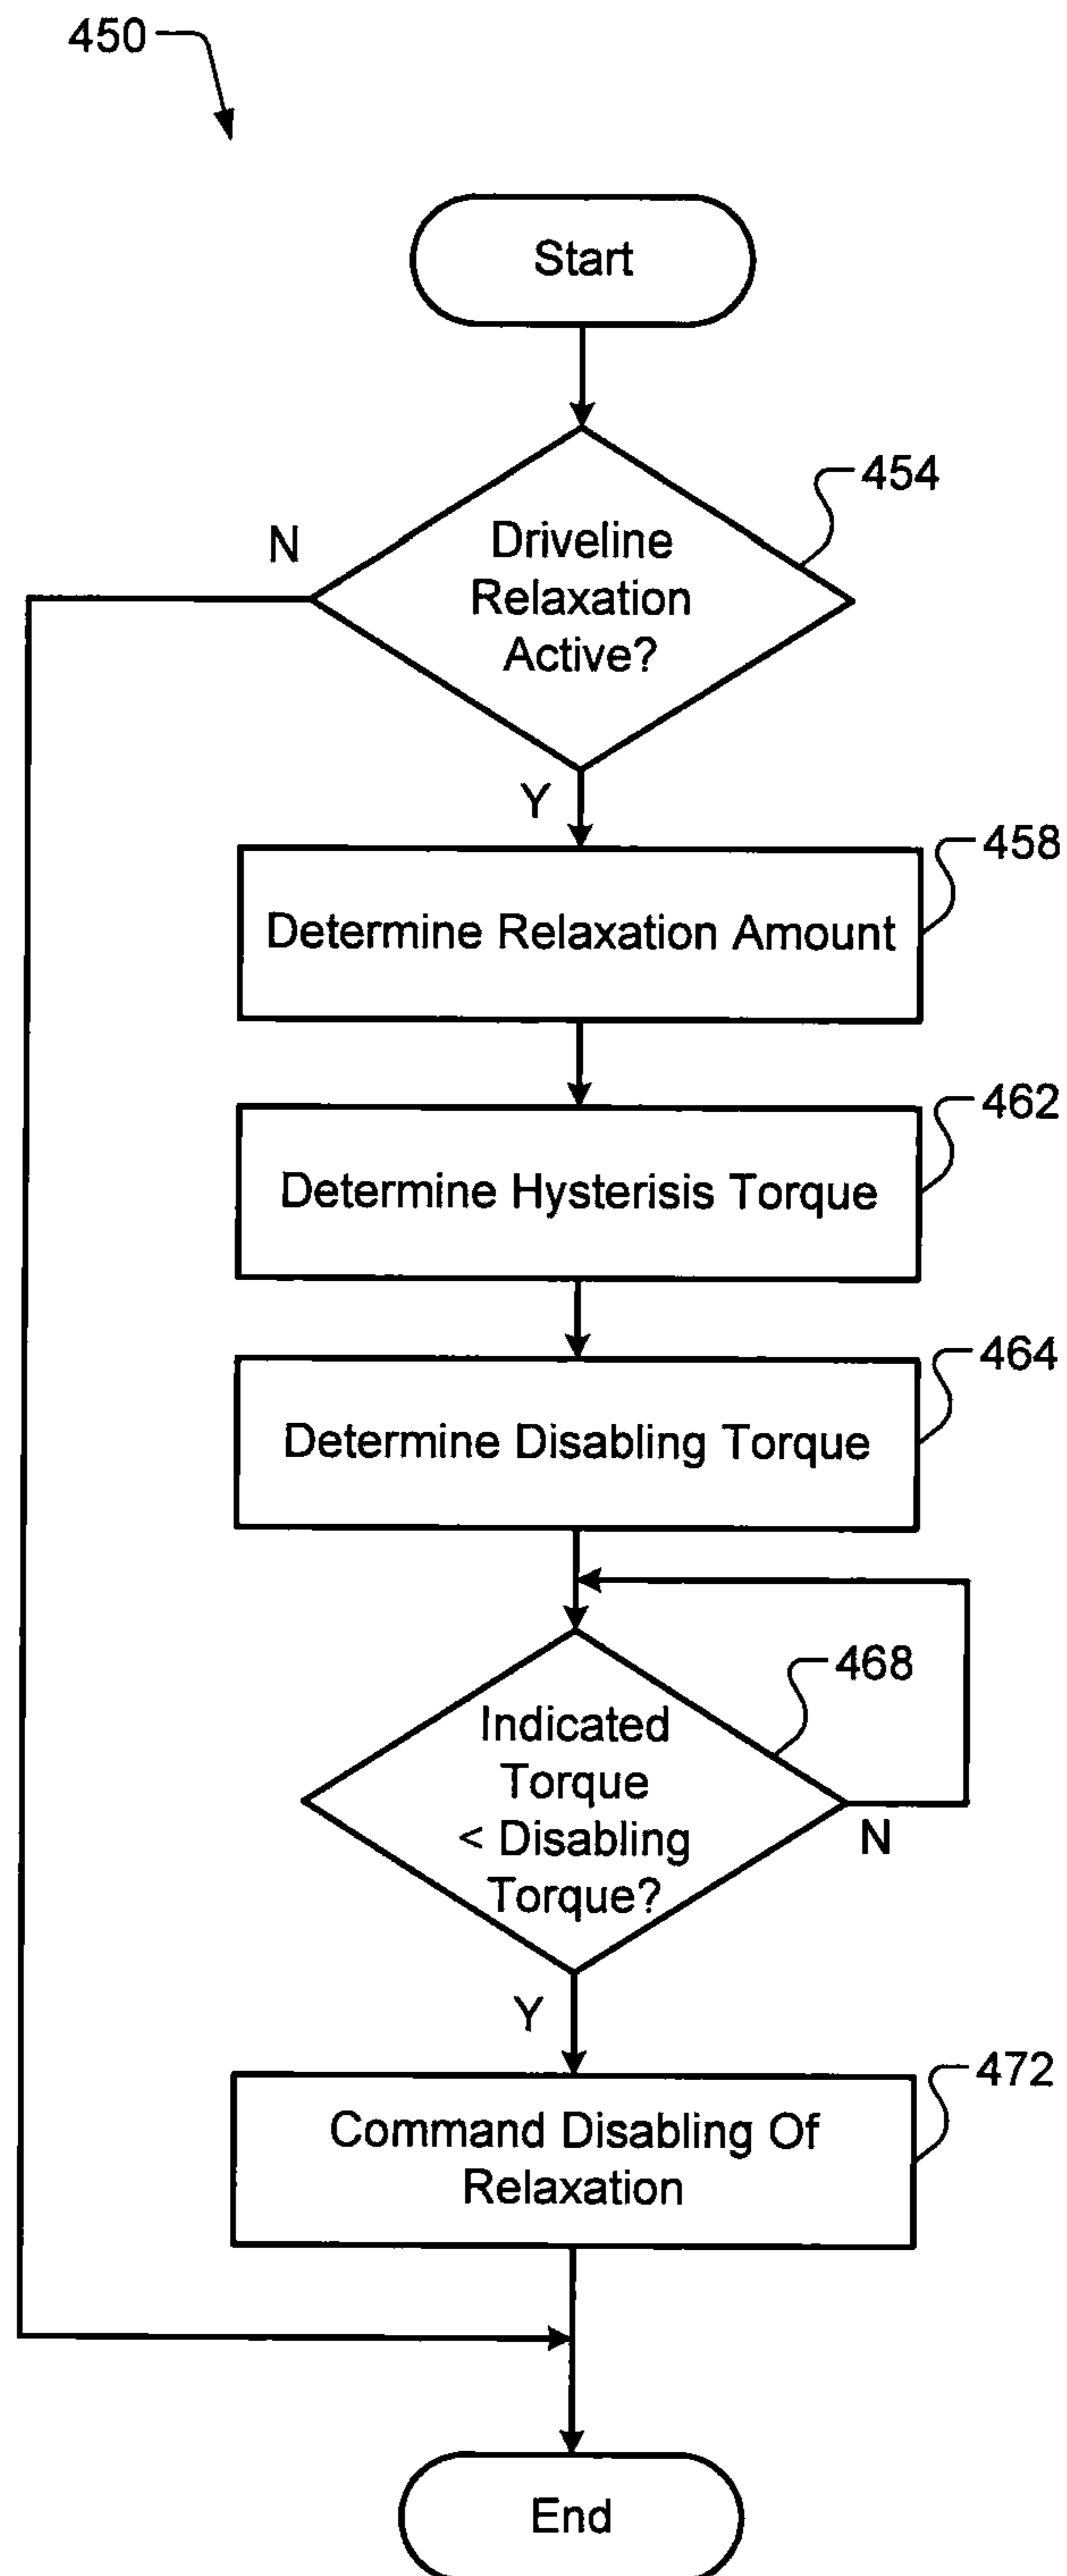 450
Start
454
N
Driveline
Relaxation
Active?
Y
458
Determine Relaxation Amount
462
Determine Hysterisis Torque
464
Determine Disabling Torque
468
Indicated
Torque
< Disabling
Torque?
N
Y
472
Command Disabling Of
Relaxation
End